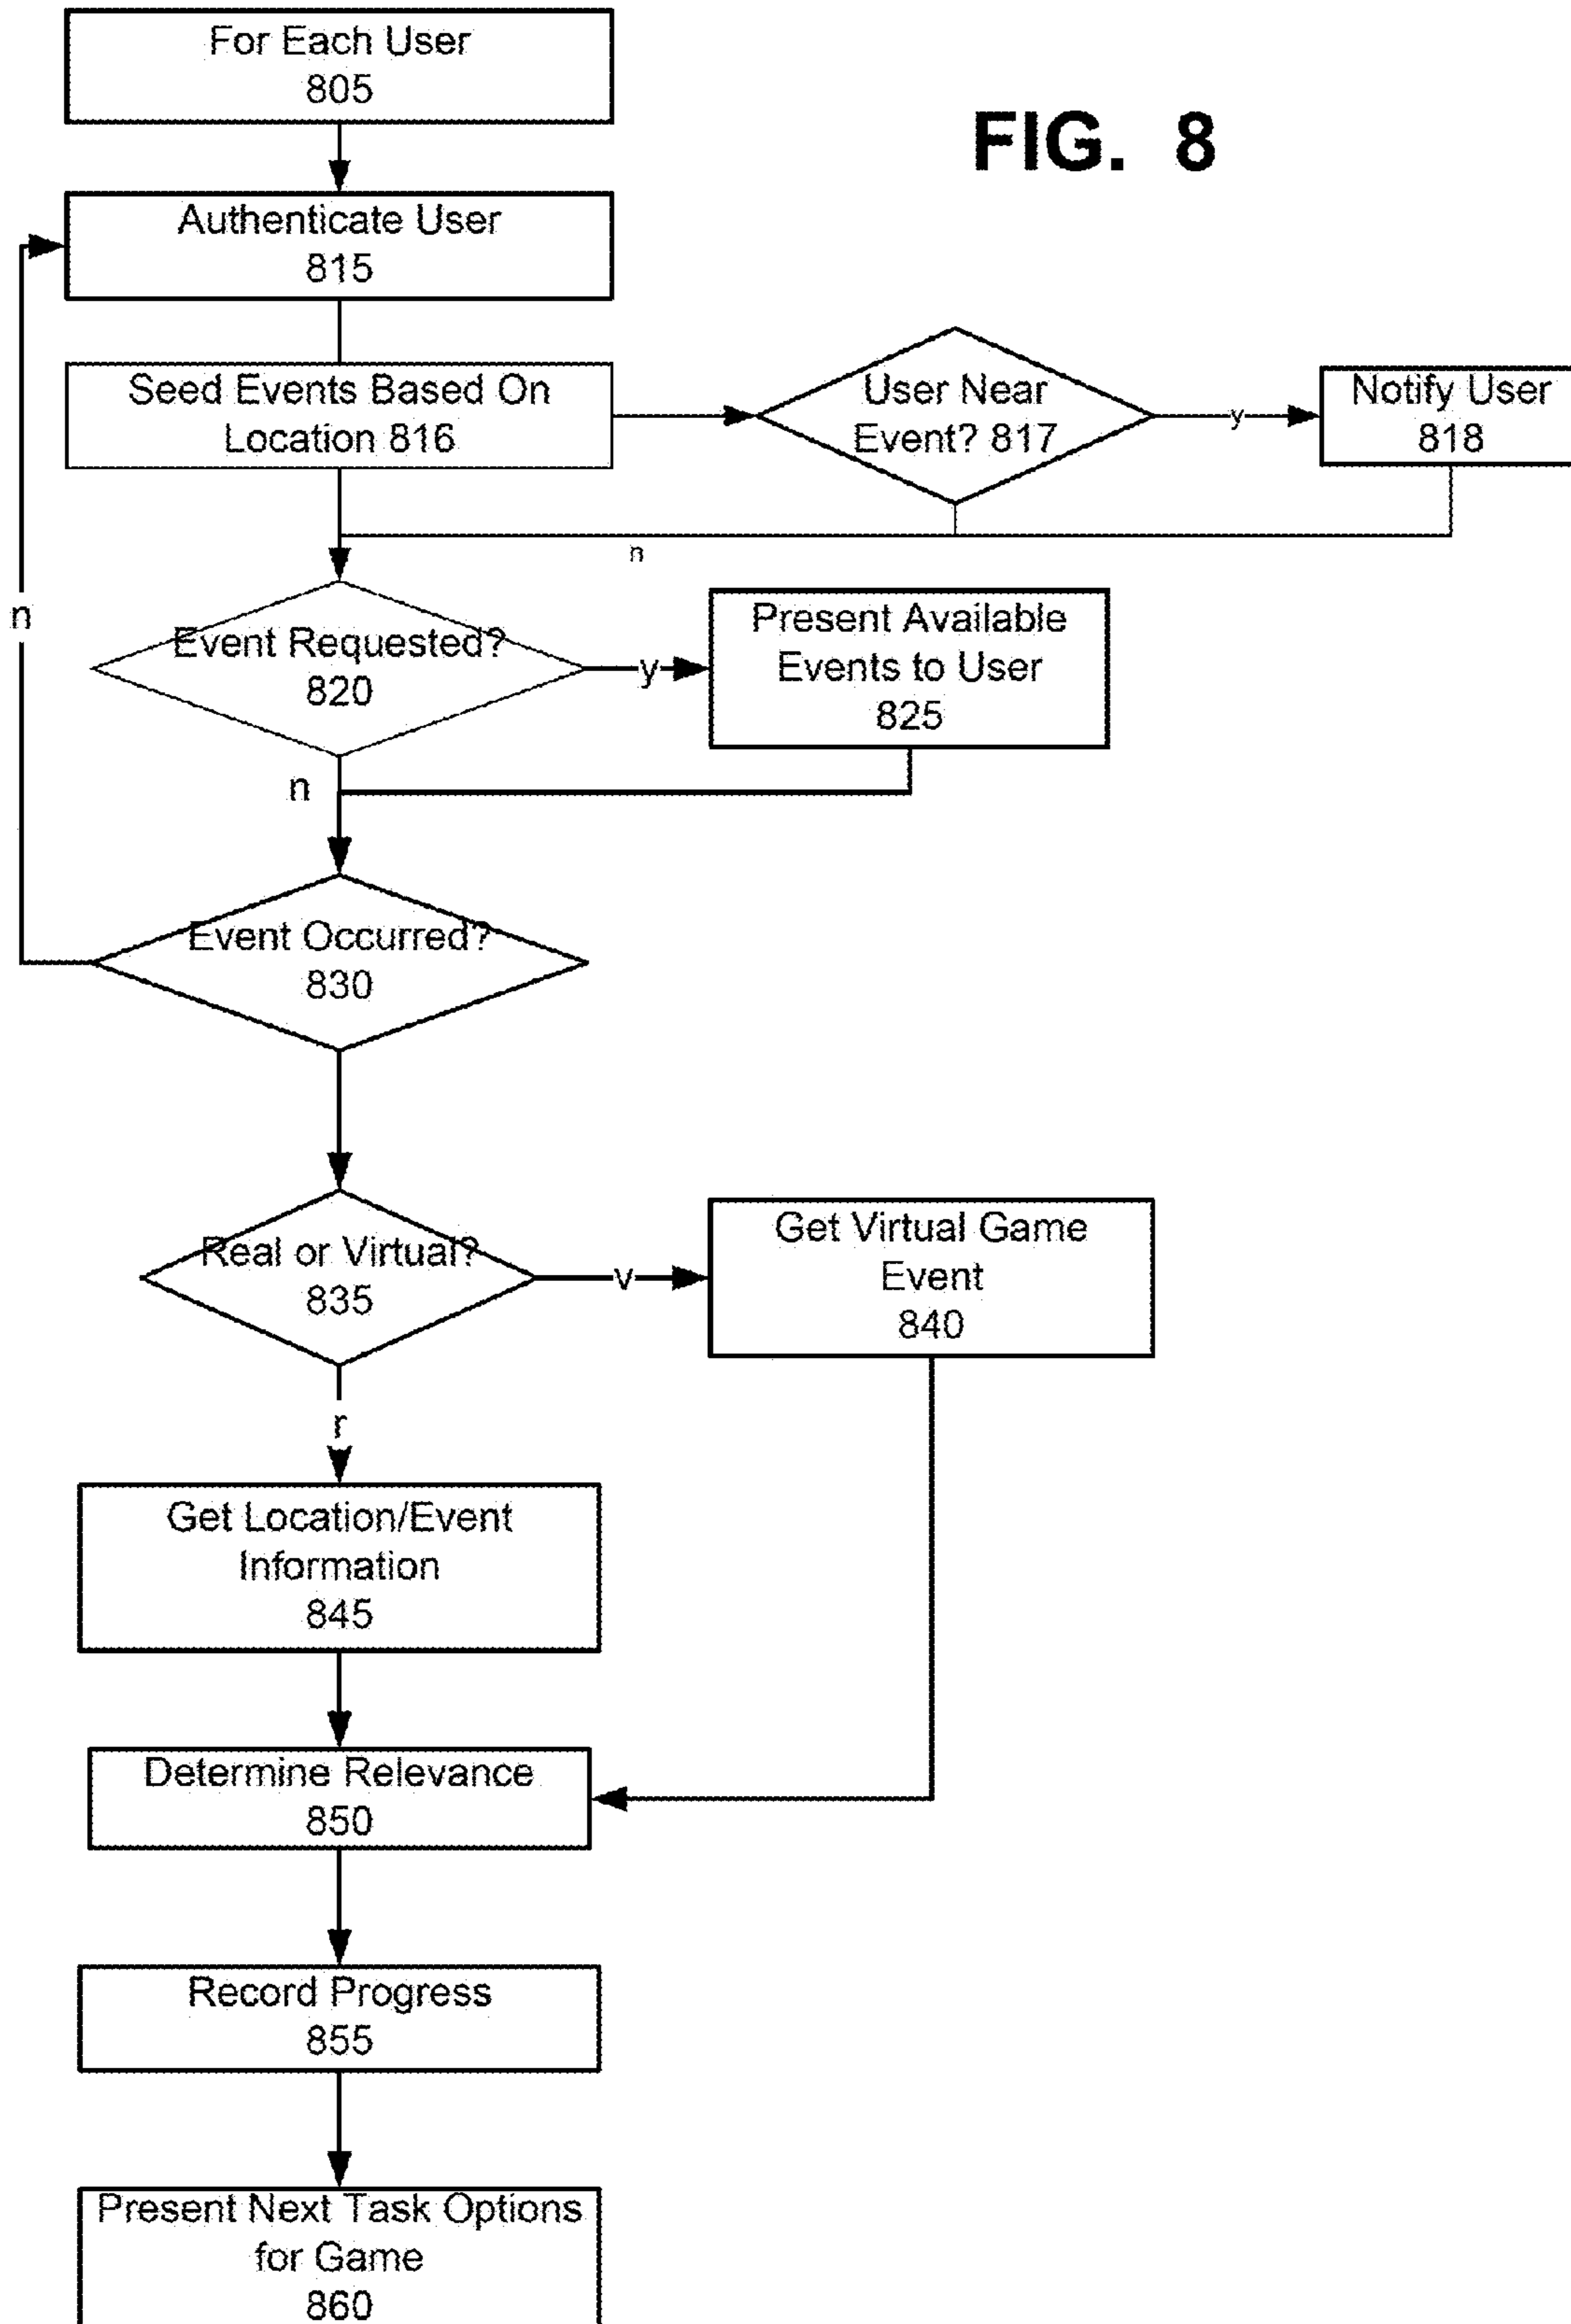 For Each User
805
FIG. 8
Authenticate User
815
Seed Events Based On
Location 816
User Near
Event? 817
y
Notify User
818
n
n
Event Requested?
820
y
Present Available
Events to User
825
n
Event Occurred?
830
Real or Virtual?
835
v
Get Virtual Game
Event
840
r
Get Location/Event
Information
845
Determine Relevance
850
Record Progress
855
Present Next Task Options
for Game
860